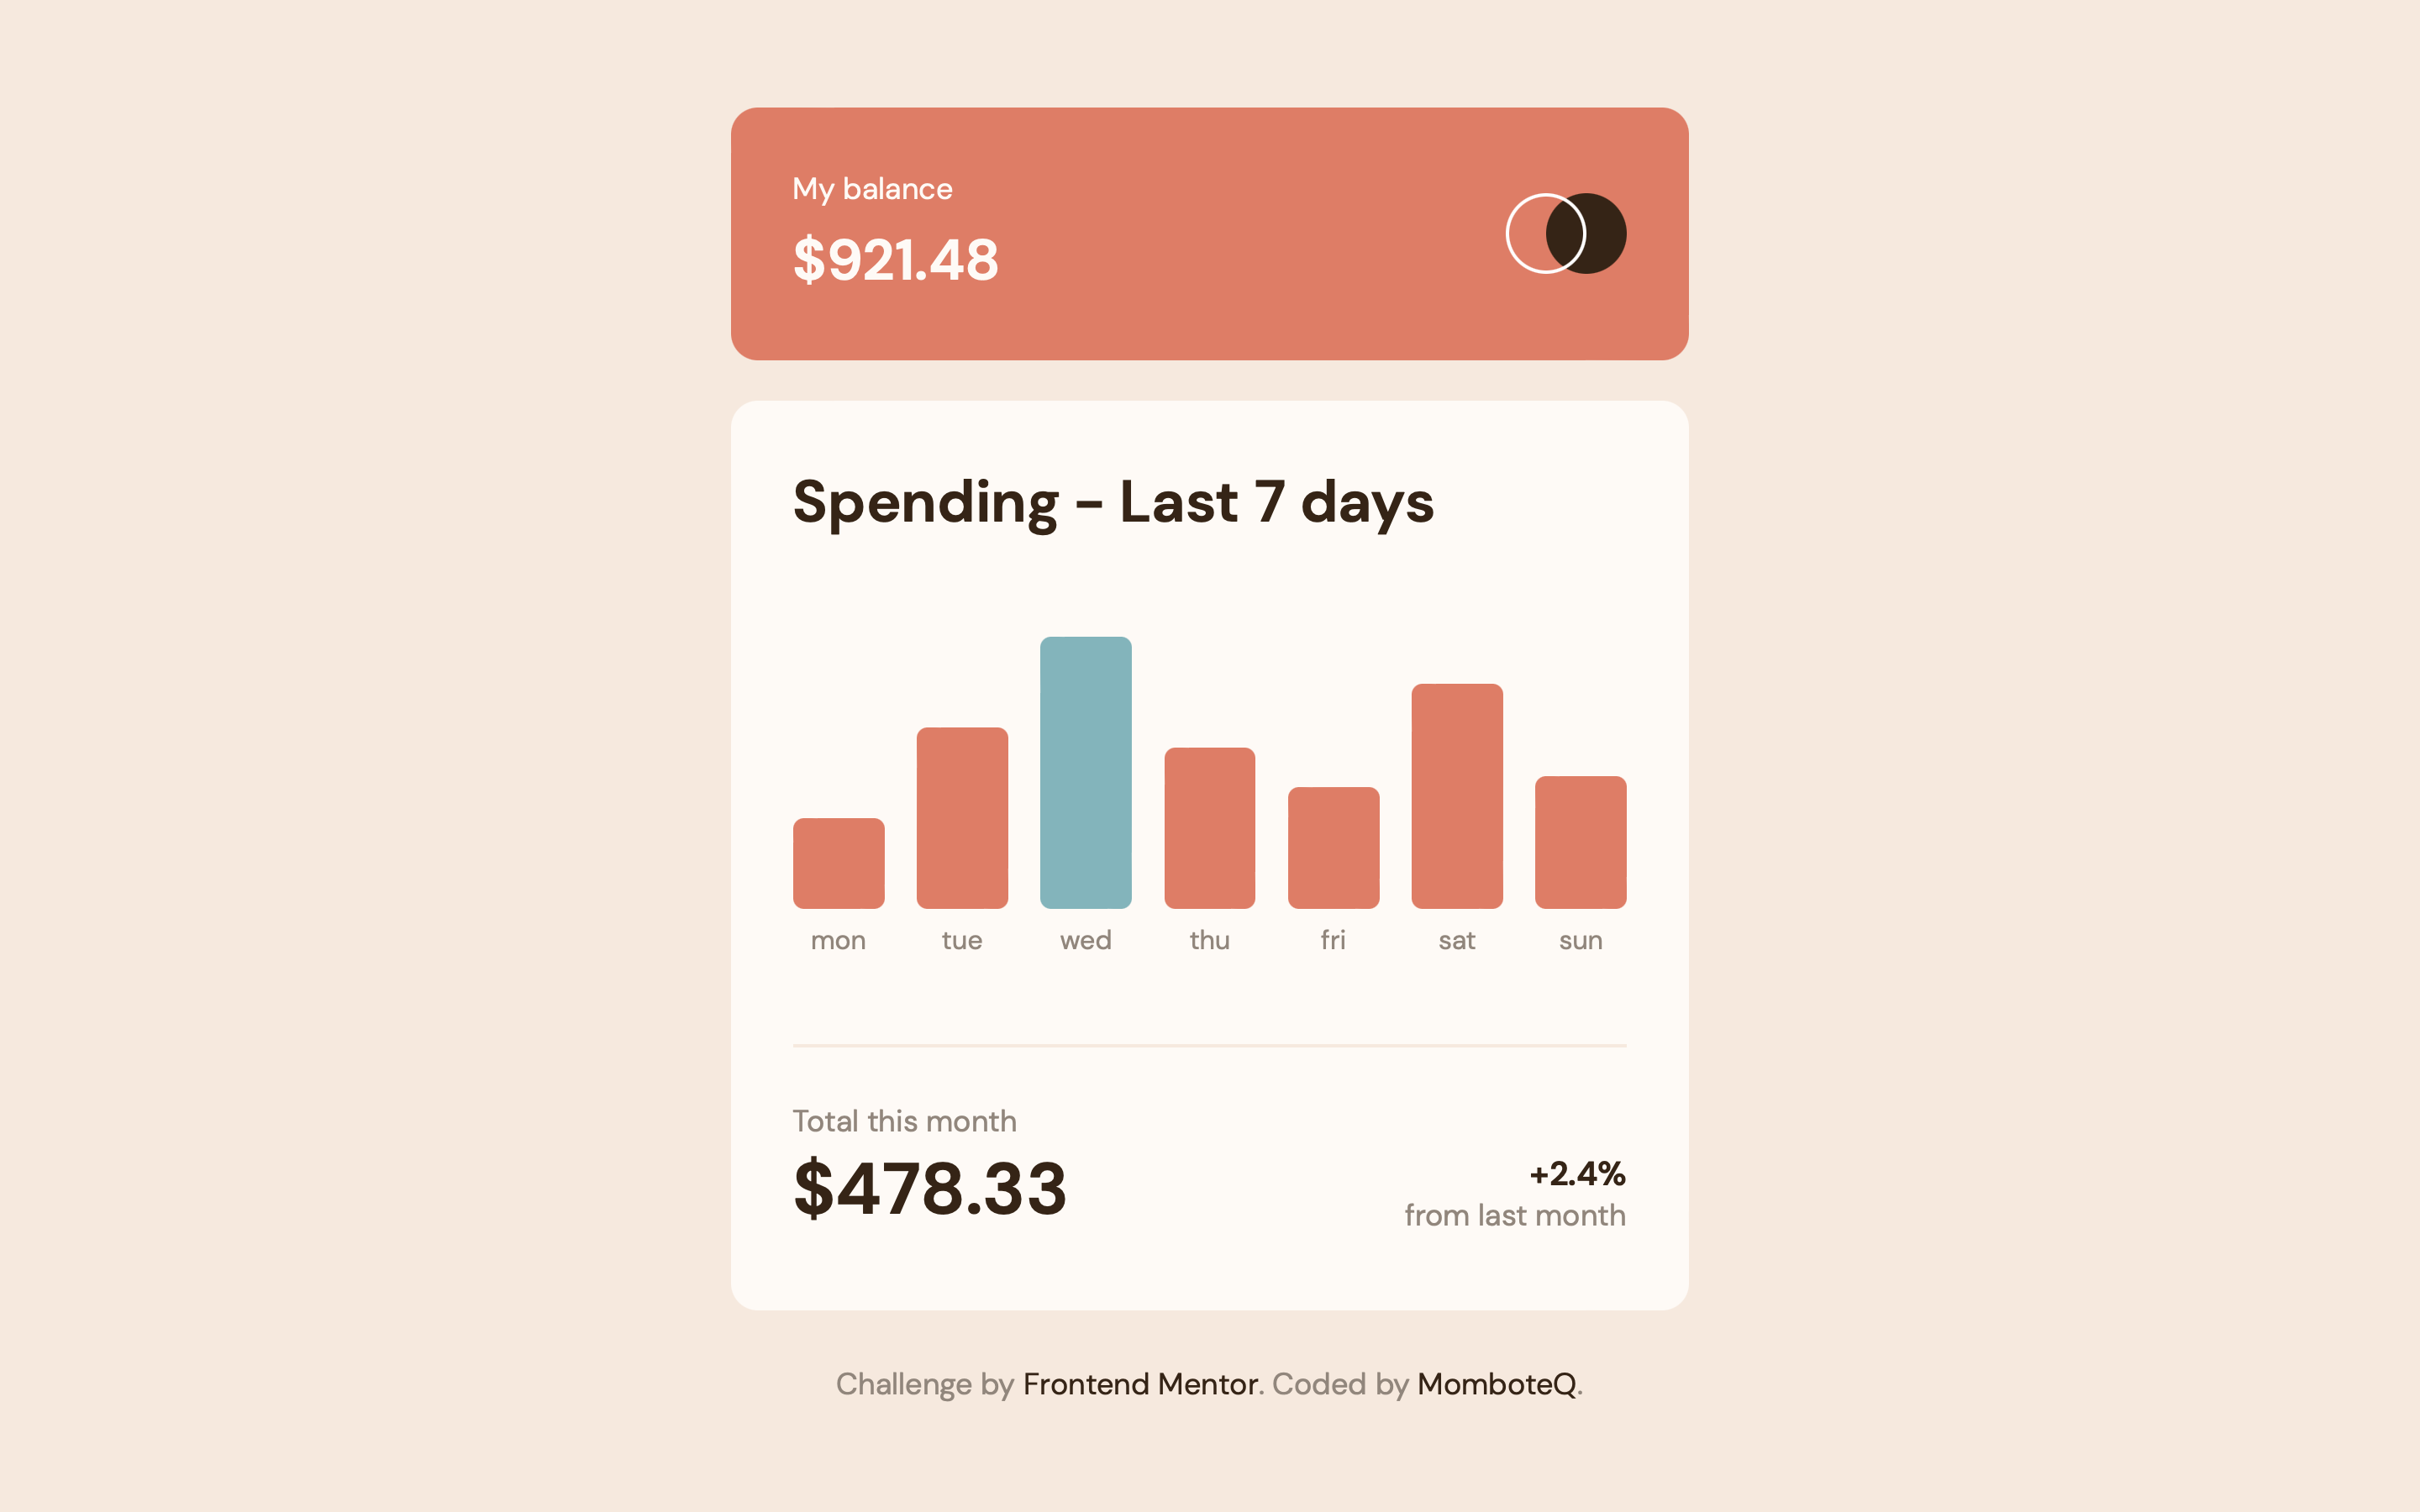 My balance
$921.48
Spending – Last 7 days
mon tue wed thu fri sat sun
Total this month
$478.33
+2.4%
from last month
Challenge by Frontend Mentor. Coded by MomboteQ.